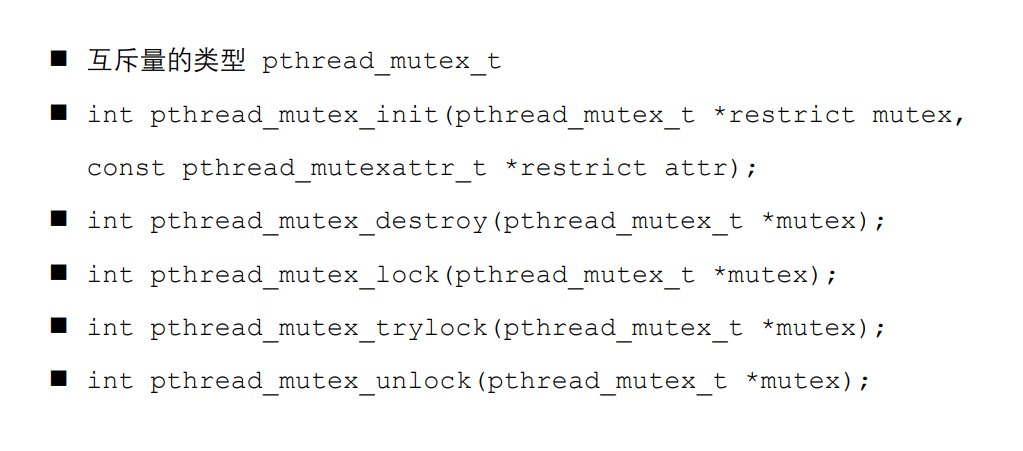 ■ 互斥量的类型 pthread_mutex_t
■ int pthread_mutex_init(pthread_mutex_t *restrict mutex,
const pthread_mutexattr_t *restrict attr);
■ int pthread_mutex_destroy(pthread_mutex_t *mutex);
■ int pthread_mutex_lock(pthread_mutex_t *mutex);
■ int pthread_mutex_trylock(pthread_mutex_t *mutex);
■ int pthread_mutex_unlock(pthread_mutex_t *mutex);